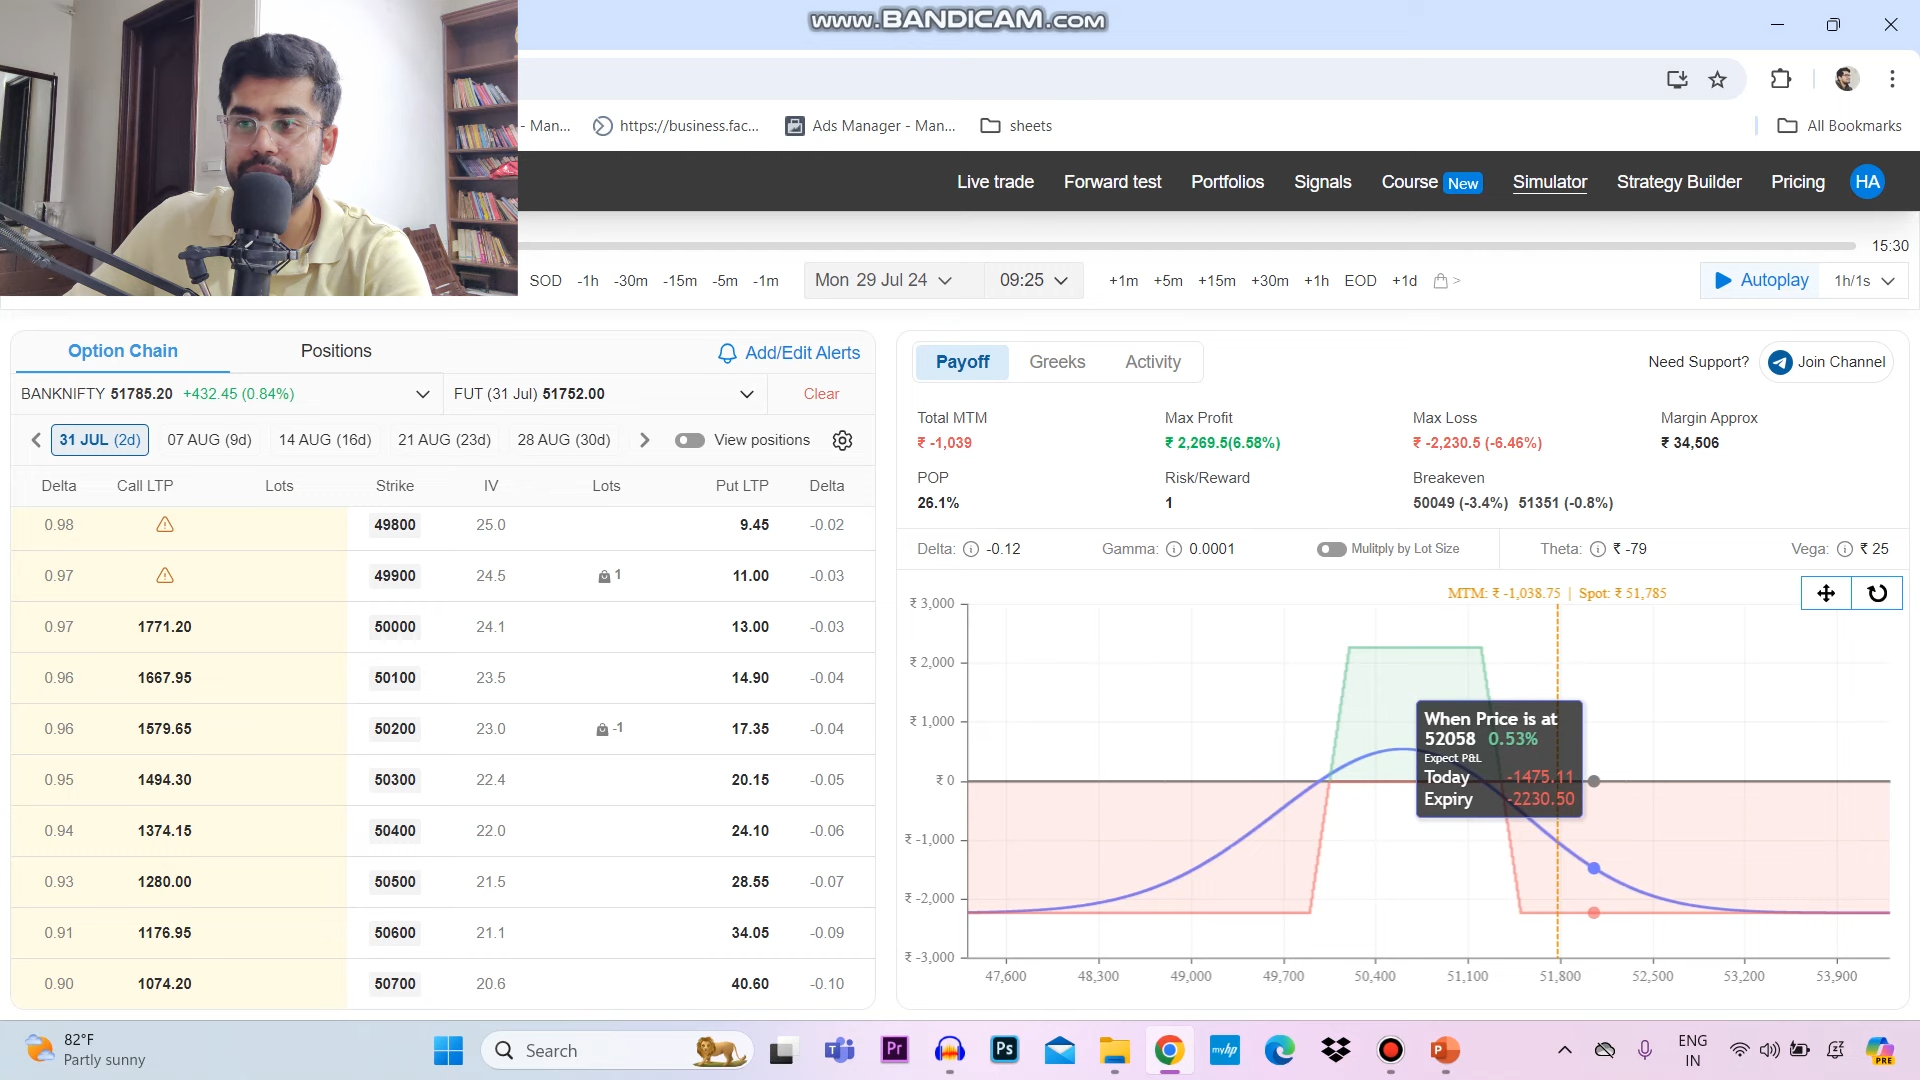 www.BANDICAM.com
- Man...
https://business.fac...
Ads Manager - Man...
sheets
All Bookmarks
Live trade
Forward test
Portfolios
Signals
Course New
Simulator
Strategy Builder
Pricing
HA
15:30
SOD -1h -30m -15m -5m -1m
Mon 29 Jul 24
09:25
+1m +5m +15m +30m +1h EOD +1d >
Autoplay
1h/1s
Option Chain
Positions
Add/Edit Alerts
BANKNIFTY 51785.20 +432.45 (0.84%)
FUT (31 Jul) 51752.00
Clear
31 JUL (2d) 07 AUG (9d) 14 AUG (16d) 21 AUG (23d) 28 AUG (30d)
View positions
Delta Call LTP Lots Strike IV Lots Put LTP Delta
0.98 49800 25.0 9.45 -0.02
0.97 49900 24.5 1 11.00 -0.03
0.97 1771.20 50000 24.1 13.00 -0.03
0.96 1667.95 50100 23.5 14.90 -0.04
0.96 1579.65 50200 23.0 -1 17.35 -0.04
0.95 1494.30 50300 22.4 20.15 -0.05
0.94 1374.15 50400 22.0 24.10 -0.06
0.93 1280.00 50500 21.5 28.55 -0.07
0.91 1176.95 50600 21.1 34.05 -0.09
0.90 1074.20 50700 20.6 40.60 -0.10
Payoff
Greeks
Activity
Need Support?
Join Channel
Total MTM Max Profit Max Loss Margin Approx
₹ -1,039 ₹ 2,269.5(6.58%) ₹ -2,230.5 (-6.46%) ₹ 34,506
POP Risk/Reward Breakeven
26.1% 1 50049 (-3.4%) 51351 (-0.8%)
Delta: -0.12 Gamma: 0.0001 Mulitply by Lot Size Theta: ₹ -79 Vega: ₹ 25
MTM: ₹ -1,038.75 | Spot: ₹ 51,785
₹ 3,000
₹ 2,000
₹ 1,000
₹ 0
₹ -1,000
₹ -2,000
₹ -3,000
When Price is at
52058 0.53%
Expect P&L
Today -1475.11
Expiry -2230.50
47,600 48,300 49,000 49,700 50,400 51,100 51,800 52,500 53,200 53,900
82°F
Partly sunny
Search
Pr
Ps
myhp
ENG
IN
PRE